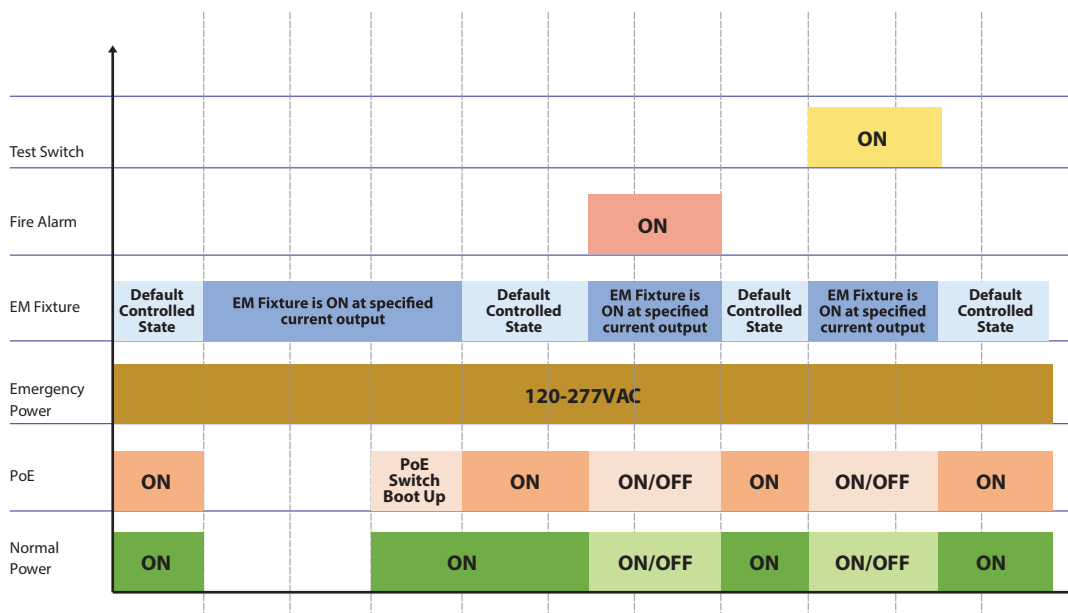 Test Switch
ON
Fire Alarm
ON
EM Fixture
Default
Controlled
State
EM Fixture is ON at specified
current output
Default
Controlled
State
EM Fixture is
ON at specified
current output
Default
Controlled
State
EM Fixture is
ON at specified
current output
Default
Controlled
State
Emergency
Power
120-277VAC
PoE
ON
PoE
Switch
Boot Up
ON
ON/OFF
ON
ON/OFF
ON
Normal
Power
ON
ON
ON/OFF
ON
ON/OFF
ON